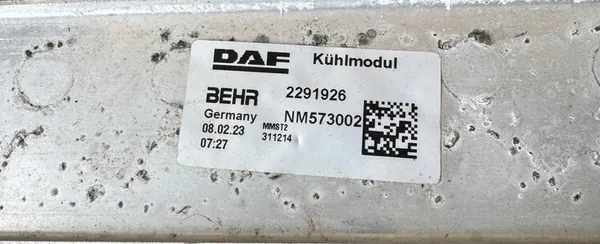 DAF Kühlmodul
BEHR 2291926
Germany NM573002
08.02.23 MMST2
07:27 311214